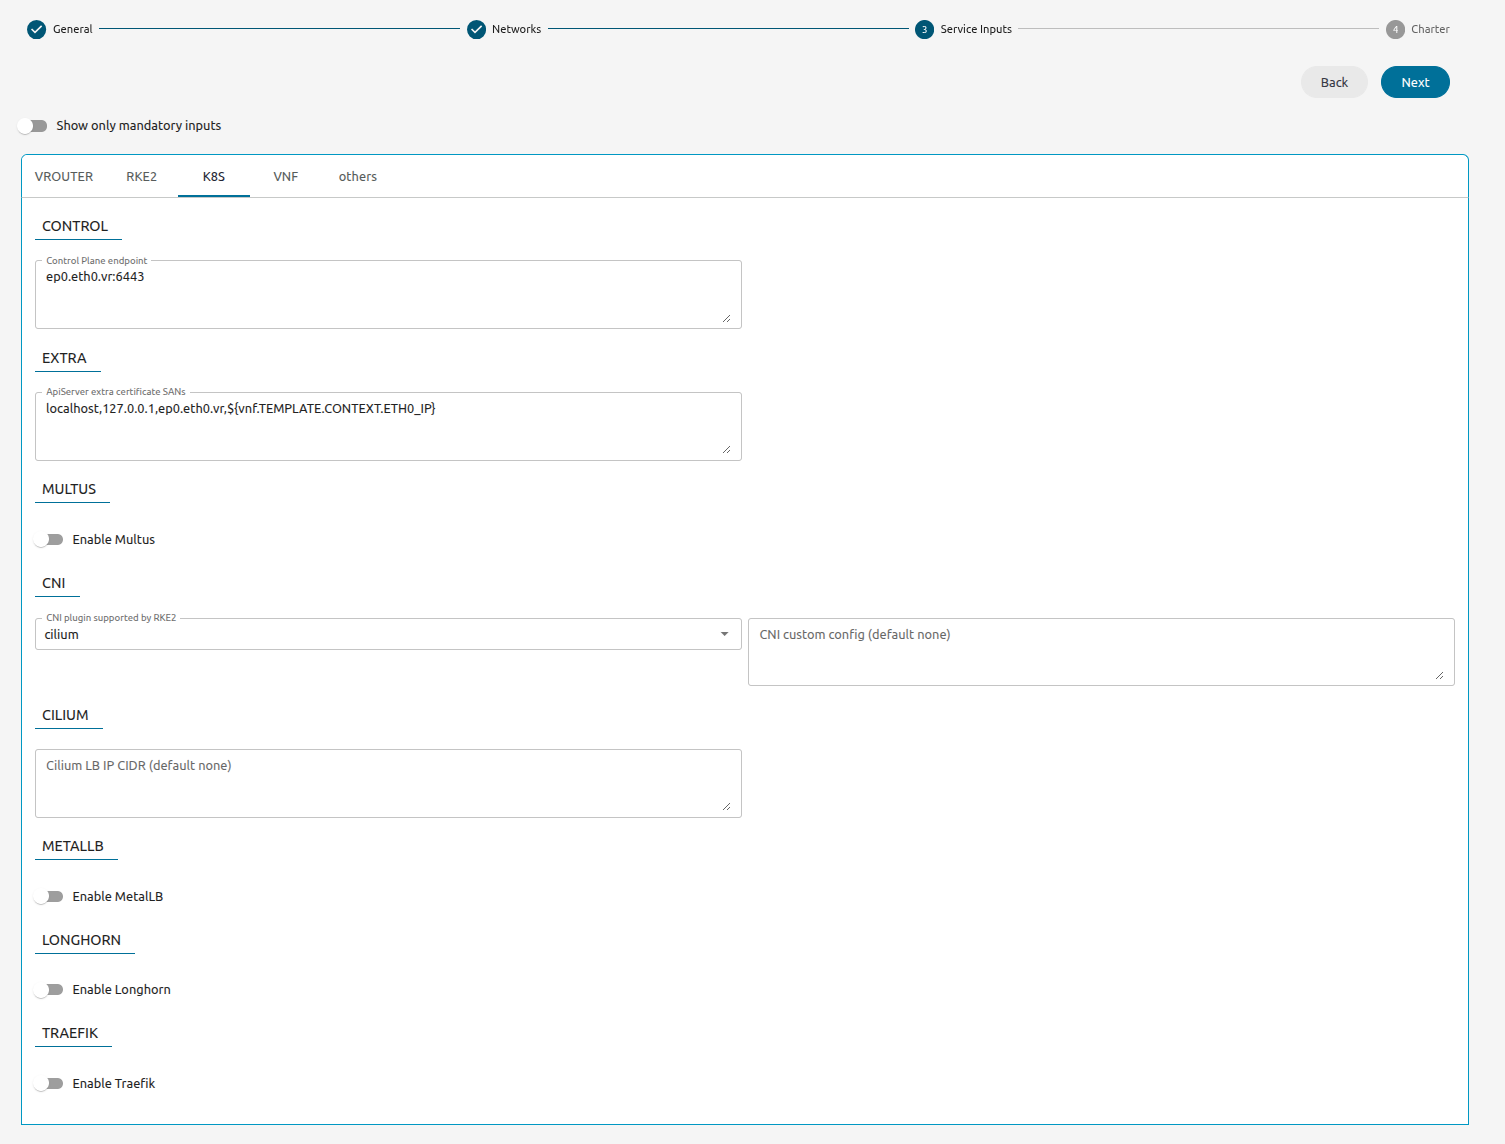 General
Networks
3 Service Inputs
4 Charter
Back Next
Show only mandatory inputs
VROUTER RKE2 K8S VNF others
CONTROL
Control Plane endpoint
ep0.eth0.vr:6443
EXTRA
ApiServer extra certificate SANs
localhost,127.0.0.1,ep0.eth0.vr,${vnf.TEMPLATE.CONTEXT.ETH0_IP}
MULTUS
Enable Multus
CNI
CNI plugin supported by RKE2
cilium
CNI custom config (default none)
CILIUM
Cilium LB IP CIDR (default none)
METALLB
Enable MetalLB
LONGHORN
Enable Longhorn
TRAEFIK
Enable Traefik